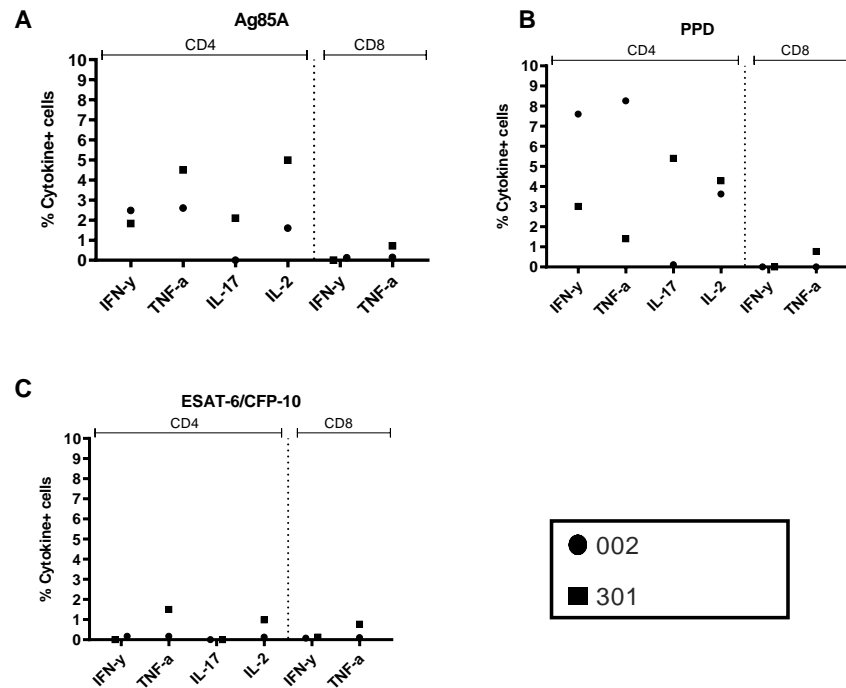 A
Ag85A
CD4 CD8
10
9
8
7
6
5
4
3
2
1
0
% Cytokine+ cells
IFN-y TNF-a IL-17 IL-2 IFN-y TNF-a
B
PPD
CD4 CD8
10
9
8
7
6
5
4
3
2
1
0
% Cytokine+ cells
IFN-y TNF-a IL-17 IL-2 IFN-y TNF-a
C
ESAT-6/CFP-10
CD4 CD8
10
9
8
7
6
5
4
3
2
1
0
% Cytokine+ cells
IFN-y TNF-a IL-17 IL-2 IFN-y TNF-a
002
301